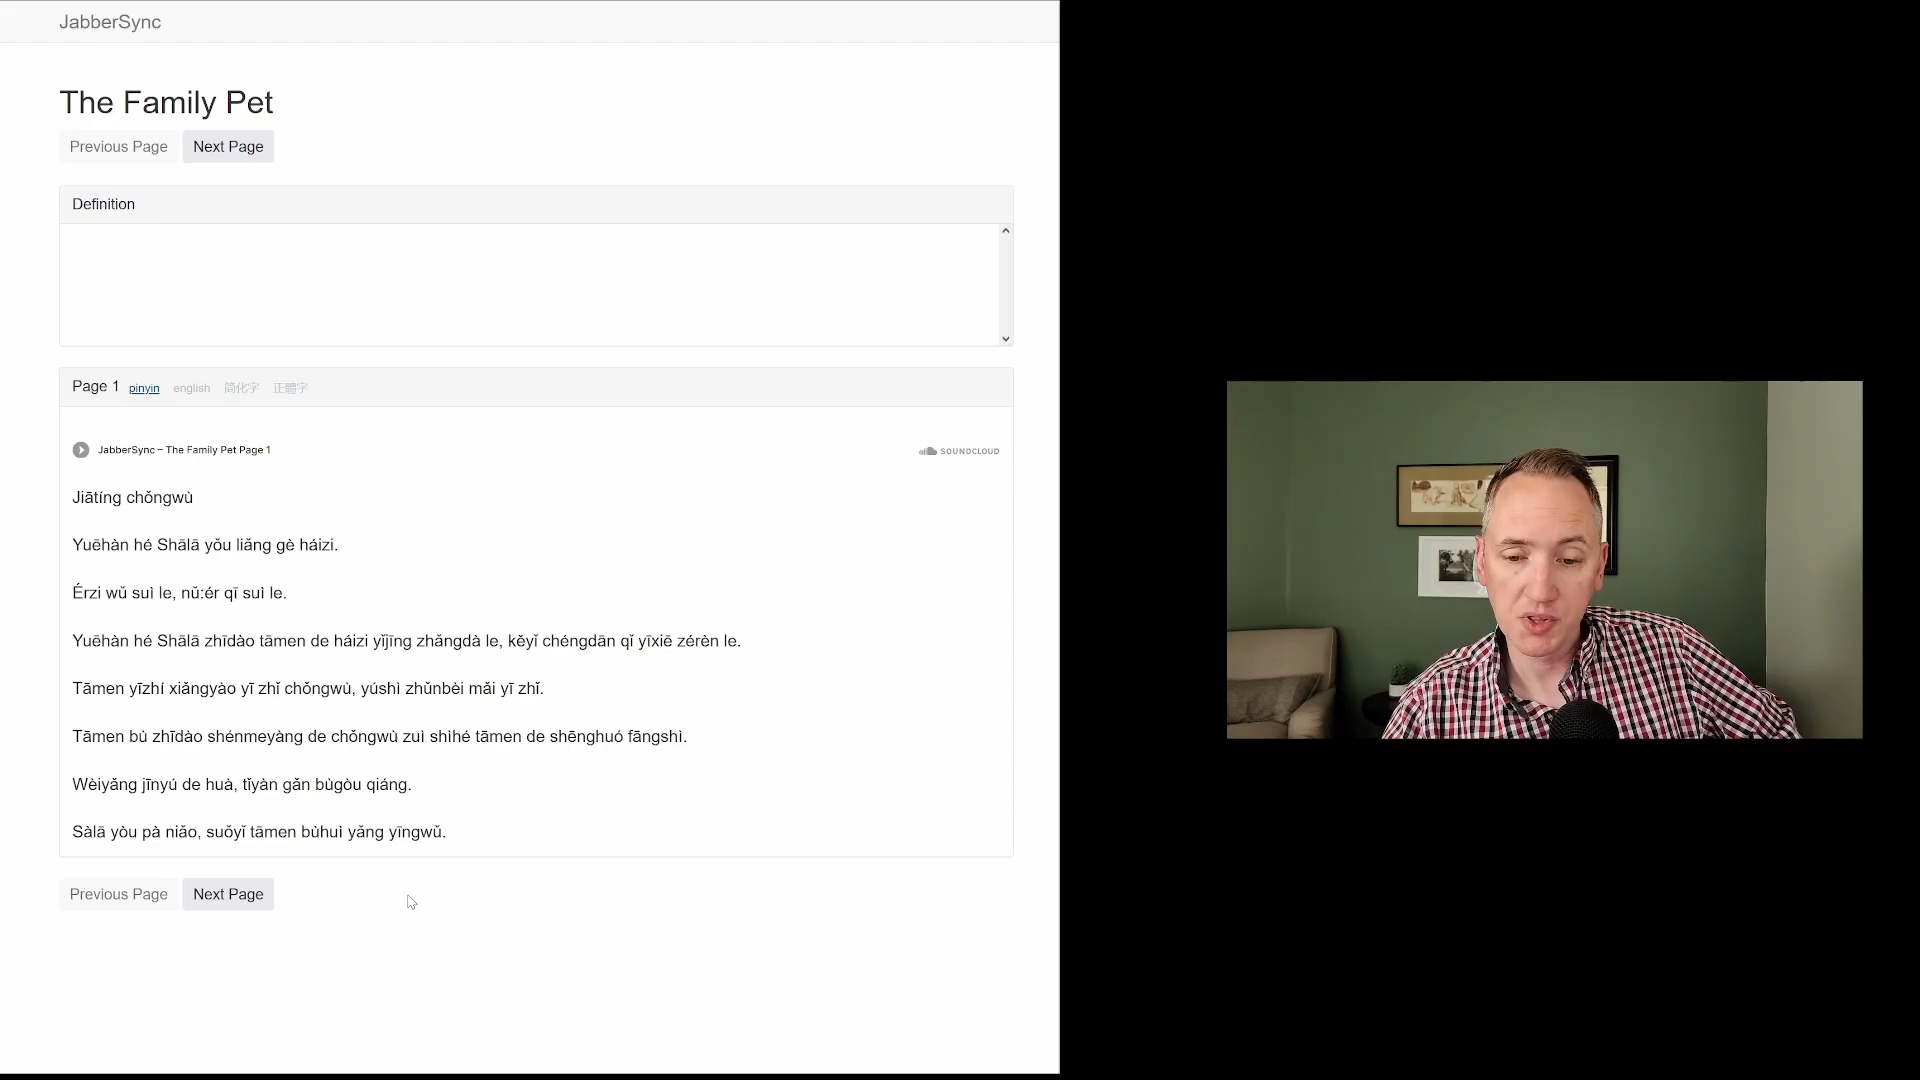 JabberSync
The Family Pet
Previous Page Next Page
Definition
Page 1 pinyin english 简化字 正體字
JabberSync – The Family Pet Page 1 SOUNDCLOUD
Jiātíng chǒngwù
Yuēhàn hé Shālā yǒu liǎng gè háizi.
Érzi wǔ suì le, nǔ:ér qī suì le.
Yuēhàn hé Shālā zhīdào tāmen de háizi yǐjīng zhǎngdà le, kěyǐ chéngdān qǐ yīxiē zérèn le.
Tāmen yīzhí xiǎngyào yī zhǐ chǒngwù, yúshì zhǔnbèi mǎi yī zhǐ.
Tāmen bù zhīdào shénmeyàng de chǒngwù zuì shìhé tāmen de shēnghuó fāngshì.
Wèiyǎng jīnyú de huà, tǐyàn gǎn bùgòu qiáng.
Sàlā yòu pà niǎo, suǒyǐ tāmen bùhuì yǎng yīngwǔ.
Previous Page Next Page